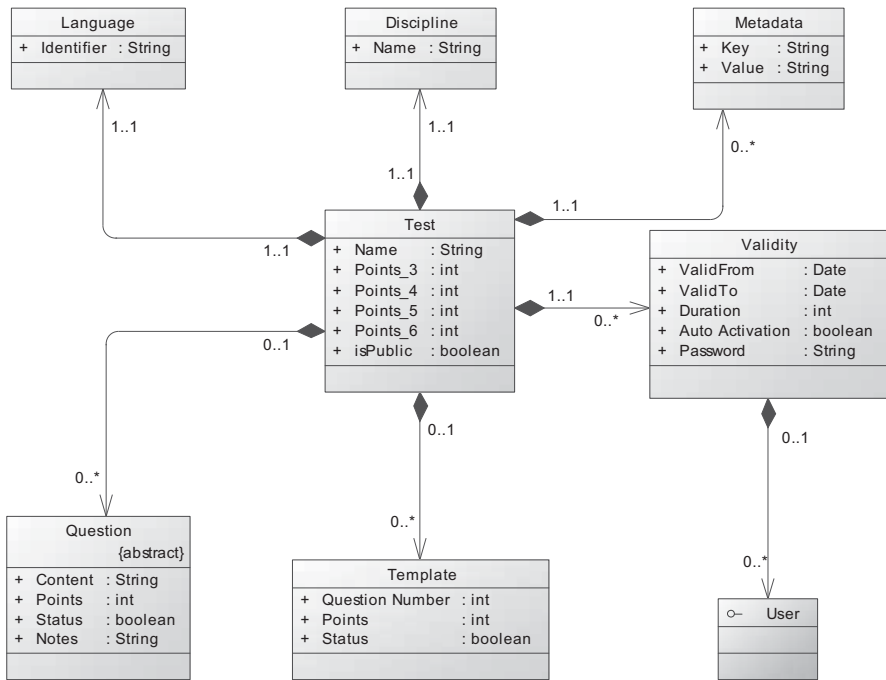 Language
+ Identifier : String
Discipline
+ Name : String
Metadata
+ Key : String
+ Value : String
1..1
1..1
0..*
1..1
1..1
1..1
Test
+ Name : String
+ Points_3 : int
+ Points_4 : int
+ Points_5 : int
+ Points_6 : int
+ isPublic : boolean
1..1
0..*
0..1
Validity
+ ValidFrom : Date
+ ValidTo : Date
+ Duration : int
+ Auto Activation : boolean
+ Password : String
0..1
0..1
0..*
0..*
0..*
Question
{abstract}
+ Content : String
+ Points : int
+ Status : boolean
+ Notes : String
Template
+ Question Number : int
+ Points : int
+ Status : boolean
User